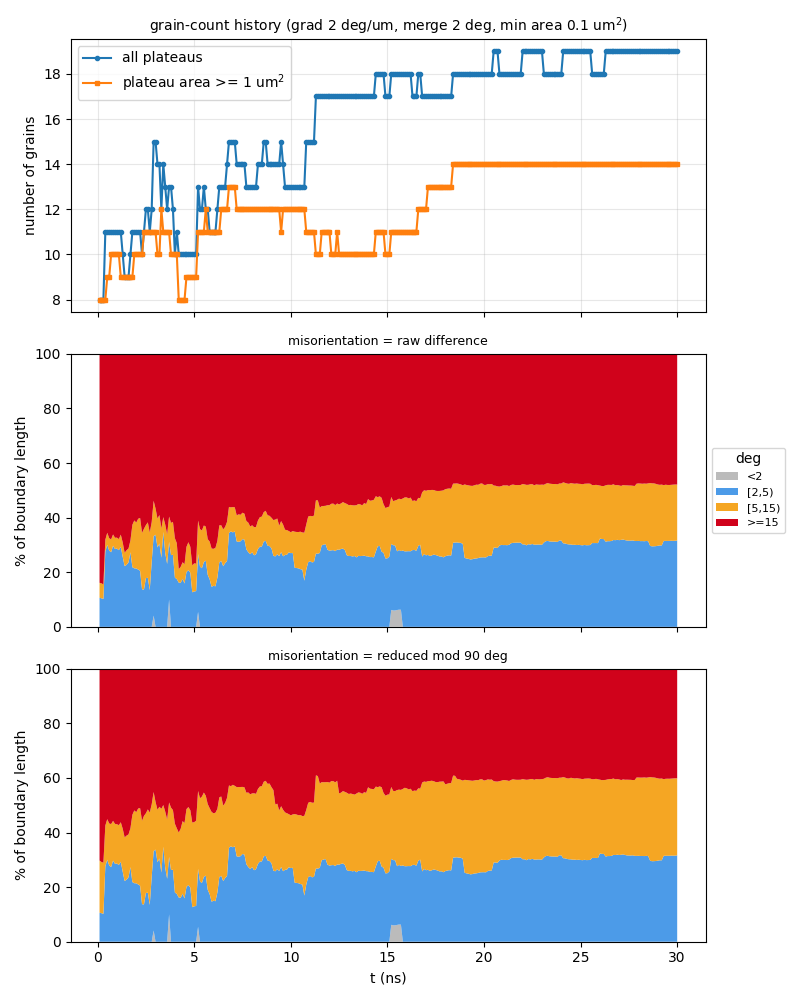 grain-count history (grad 2 deg/um, merge 2 deg, min area 0.1 um²)
all plateaus
plateau area >= 1 um²
number of grains
18
16
14
12
10
8
misorientation = raw difference
% of boundary length
100
80
60
40
20
0
deg
<2
[2,5)
[5,15)
>=15
misorientation = reduced mod 90 deg
% of boundary length
100
80
60
40
20
0
0 5 10 15 20 25 30
t (ns)